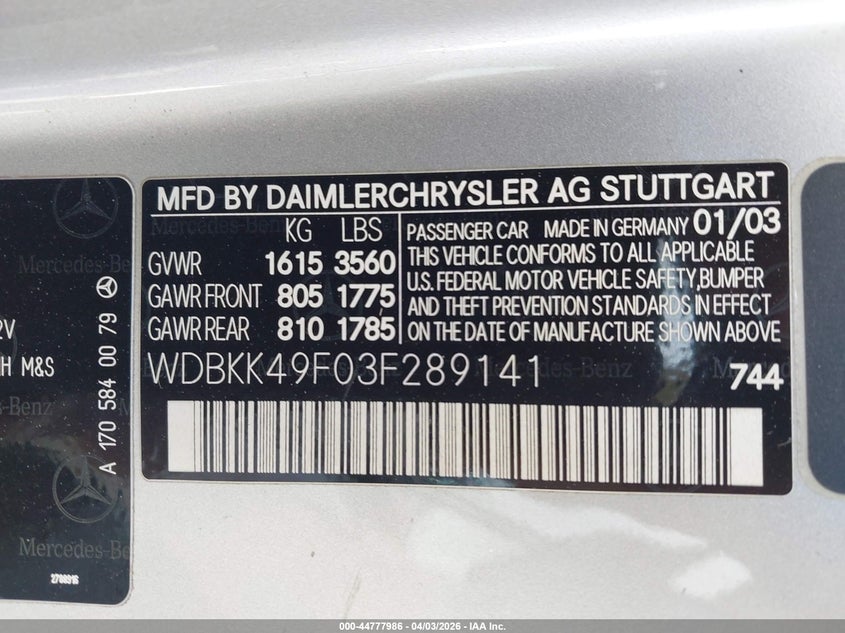 MFD BY DAIMLERCHRYSLER AG STUTTGART
KG LBS
GVWR 1615 3560
GAWR FRONT 805 1775
GAWR REAR 810 1785
PASSENGER CAR MADE IN GERMANY 01/03
THIS VEHICLE CONFORMS TO ALL APPLICABLE
U.S. FEDERAL MOTOR VEHICLE SAFETY, BUMPER
AND THEFT PREVENTION STANDARDS IN EFFECT
ON THE DATE OF MANUFACTURE SHOWN ABOVE
WDBKK49F03F289141
744
Mercedes-Benz
2V
H M&S
A 170 584 00 79
Mercedes-Benz
000-44777986 - 04/03/2026 - IAA Inc.